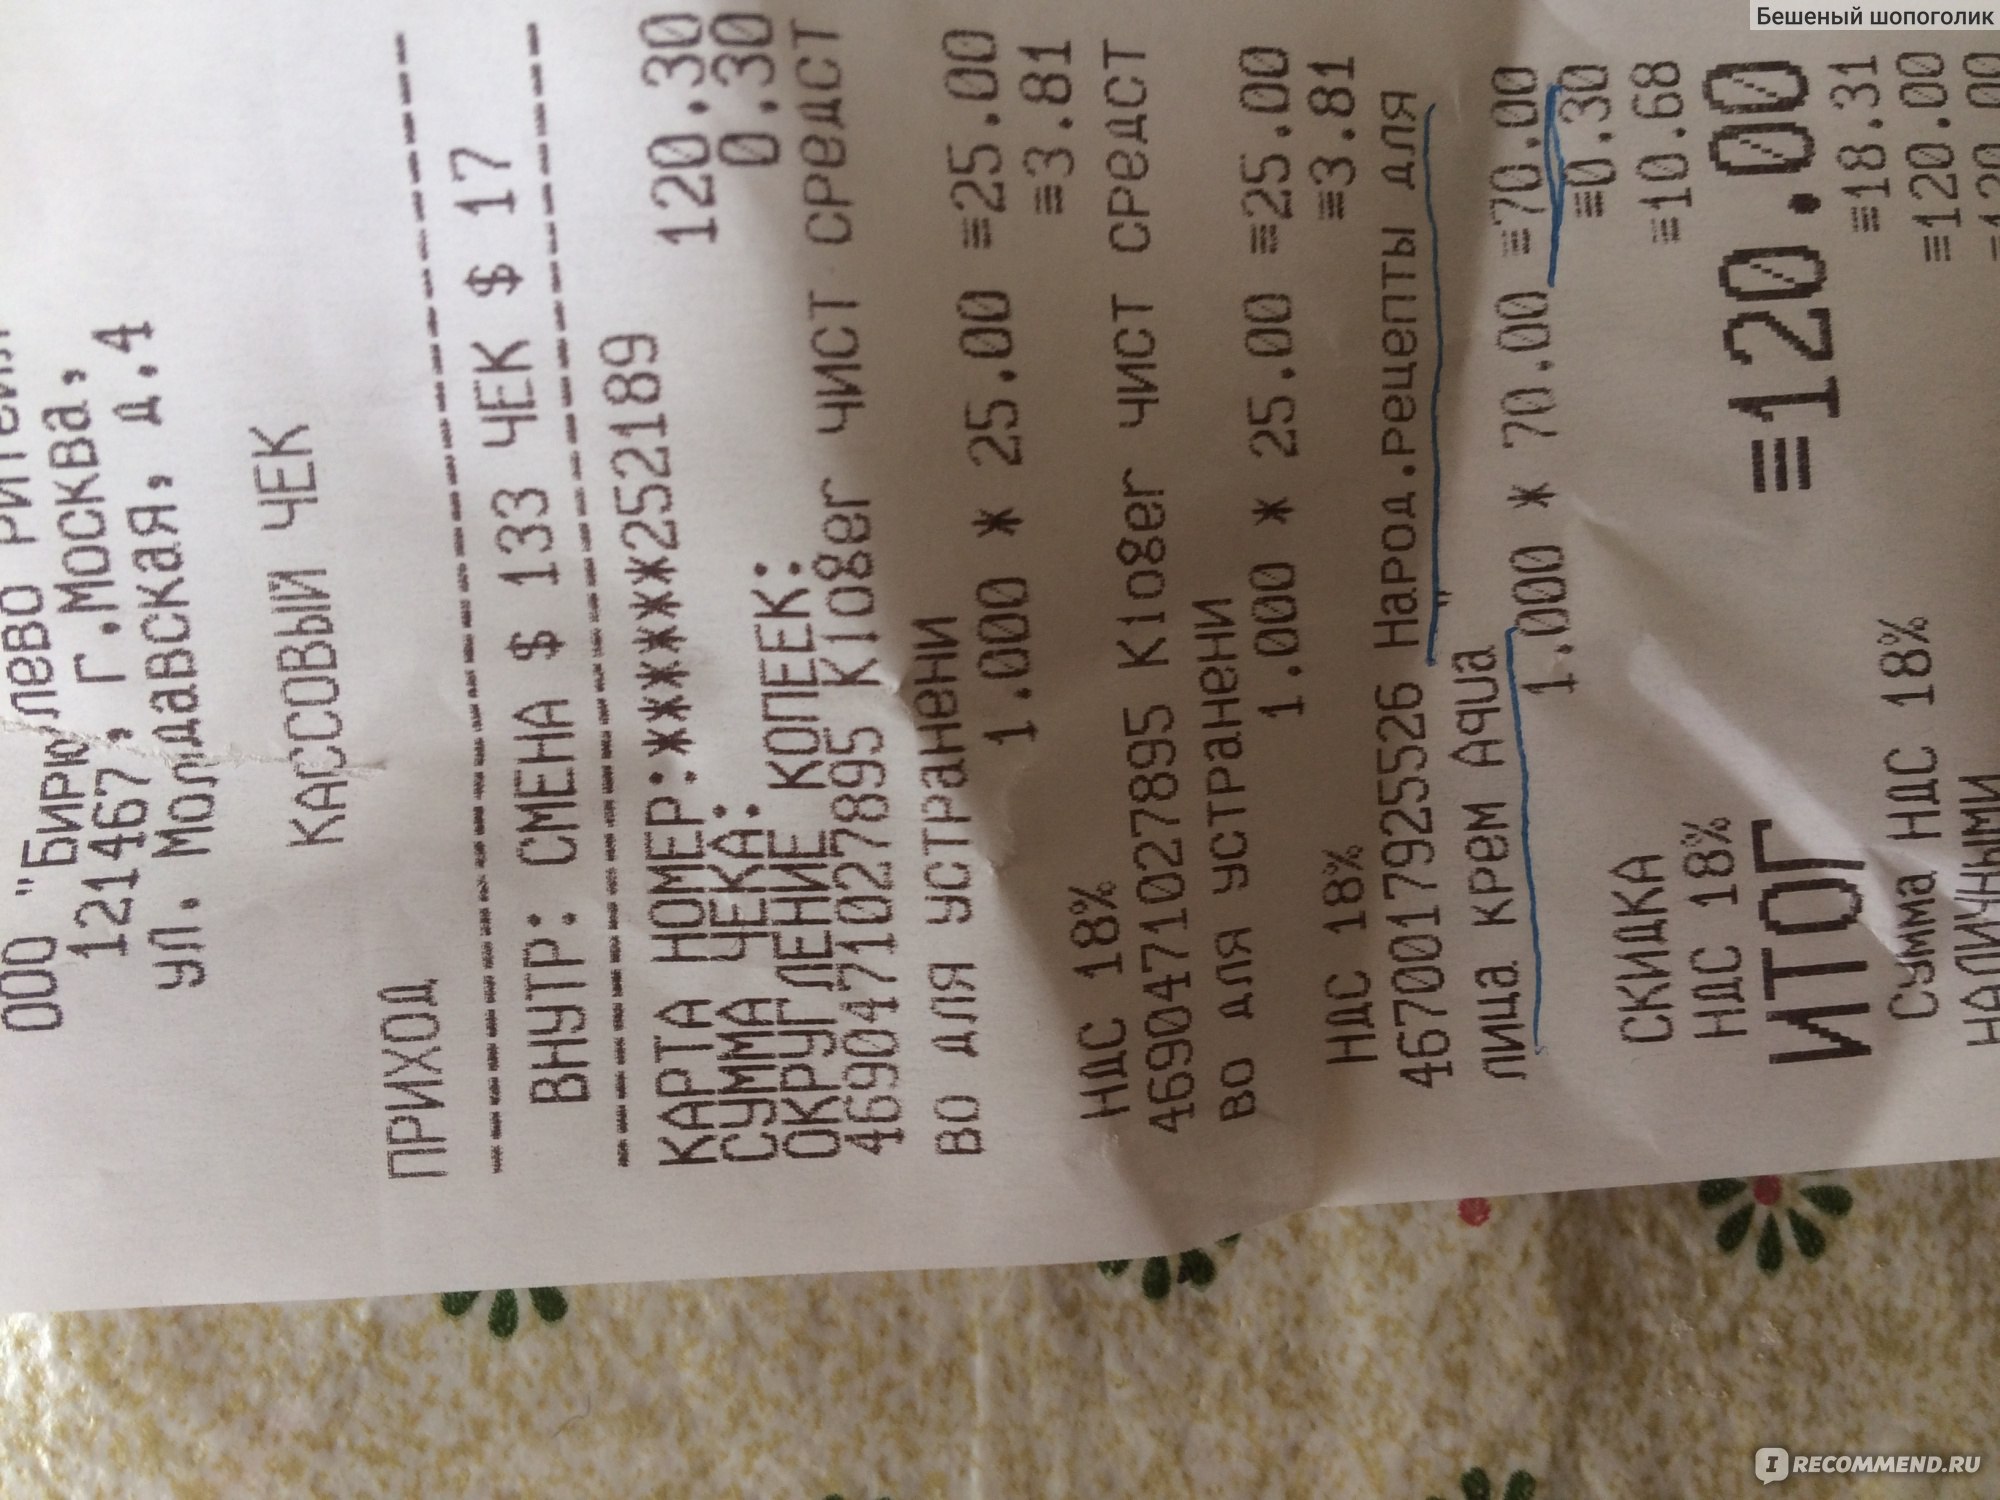 Бешеный шопоголик
ООО "Бирюлево
121467, г.Москва,
ул. Молдавская, д.4
КАССОВЫЙ ЧЕК
ПРИХОД
ВНУТР: СМЕНА $ 133 ЧЕК $ 17
КАРТА НОМЕР:******252189
СУММА ЧЕКА: 120.30
ОКРУГЛЕНИЕ КОПЕЕК: 0.30
4690471027895 Kloger ЧИСТ СРЕДСТ
ВО ДЛЯ УСТРАНЕНИ
1.000 * 25.00 ≡25.00
НДС 18% ≡3.81
4690471027895 Kloger ЧИСТ СРЕДСТ
ВО ДЛЯ УСТРАНЕНИ
1.000 * 25.00 ≡25.00
НДС 18% ≡3.81
4670017925526 Народ.рецепты для
лица крем Aqua
1.000 * 70.00 ≡70.00
СКИДКА ≡0.30
НДС 18% ≡10.68
ИТОГ ≡120.00
Сумма НДС 18% ≡18.31
НАЛИЧНЫМИ ≡120.00
≡120.00
IRECOMMEND.RU